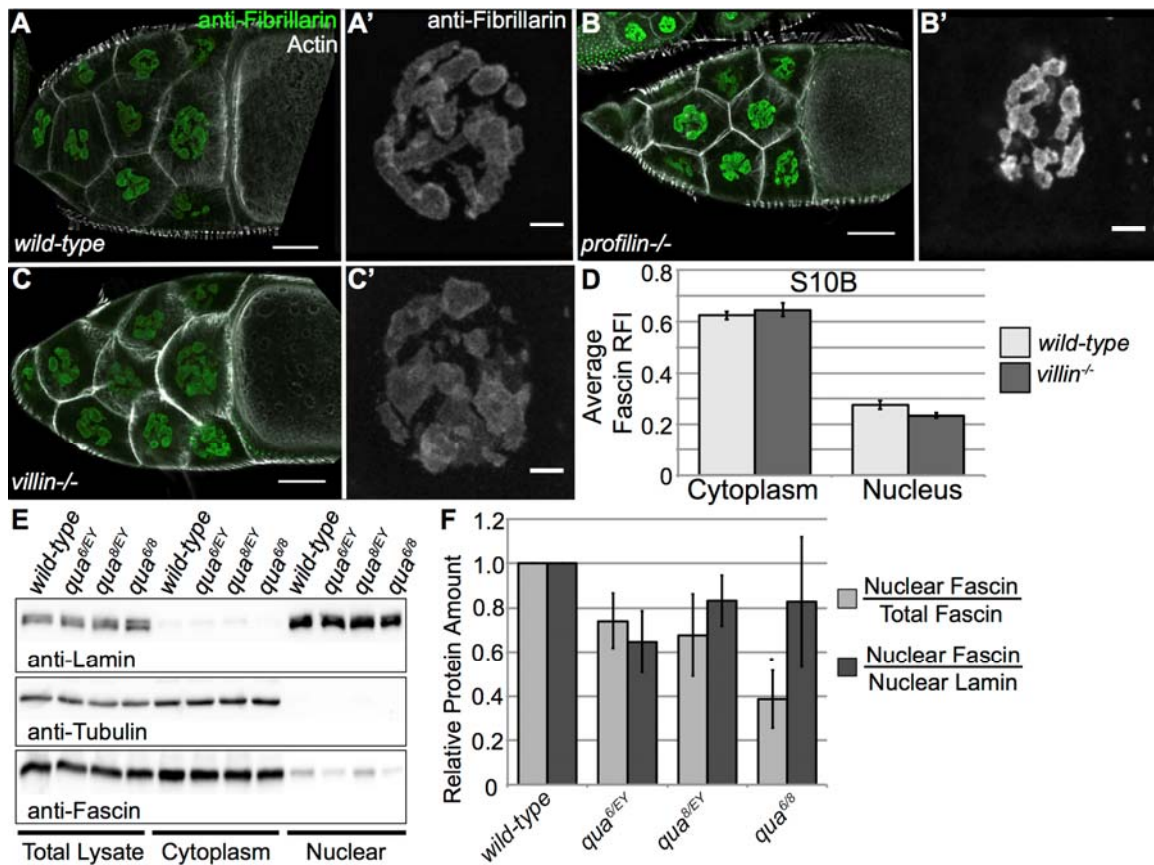 A
anti-Fibrillarin
Actin
wild-type
A'
anti-Fibrillarin
B
profilin-/-
B'
C
villin-/-
C'
D
S10B
Average
Fascin RFI
0.8
0.6
0.4
0.2
0
Cytoplasm
Nucleus
wild-type
villin-/-
E
wild-type
qua6/EY
qua8/EY
qua6/8
wild-type
qua6/EY
qua8/EY
qua6/8
wild-type
qua6/EY
qua8/EY
qua6/8
anti-Lamin
anti-Tubulin
anti-Fascin
Total Lysate
Cytoplasm
Nuclear
F
Relative Protein Amount
1.2
1.0
0.8
0.6
0.4
0.2
0
wild-type
qua6/EY
qua8/EY
qua6/8
Nuclear Fascin
Total Fascin
Nuclear Fascin
Nuclear Lamin